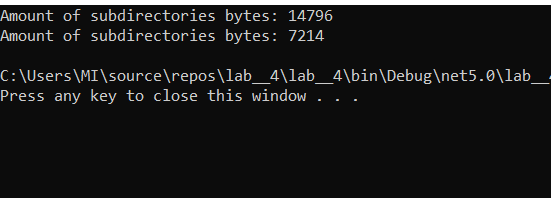 Amount of subdirectories bytes: 14796
Amount of subdirectories bytes: 7214
C:\Users\MI\source\repos\lab__4\lab__4\bin\Debug\net5.0\lab__
Press any key to close this window . . .